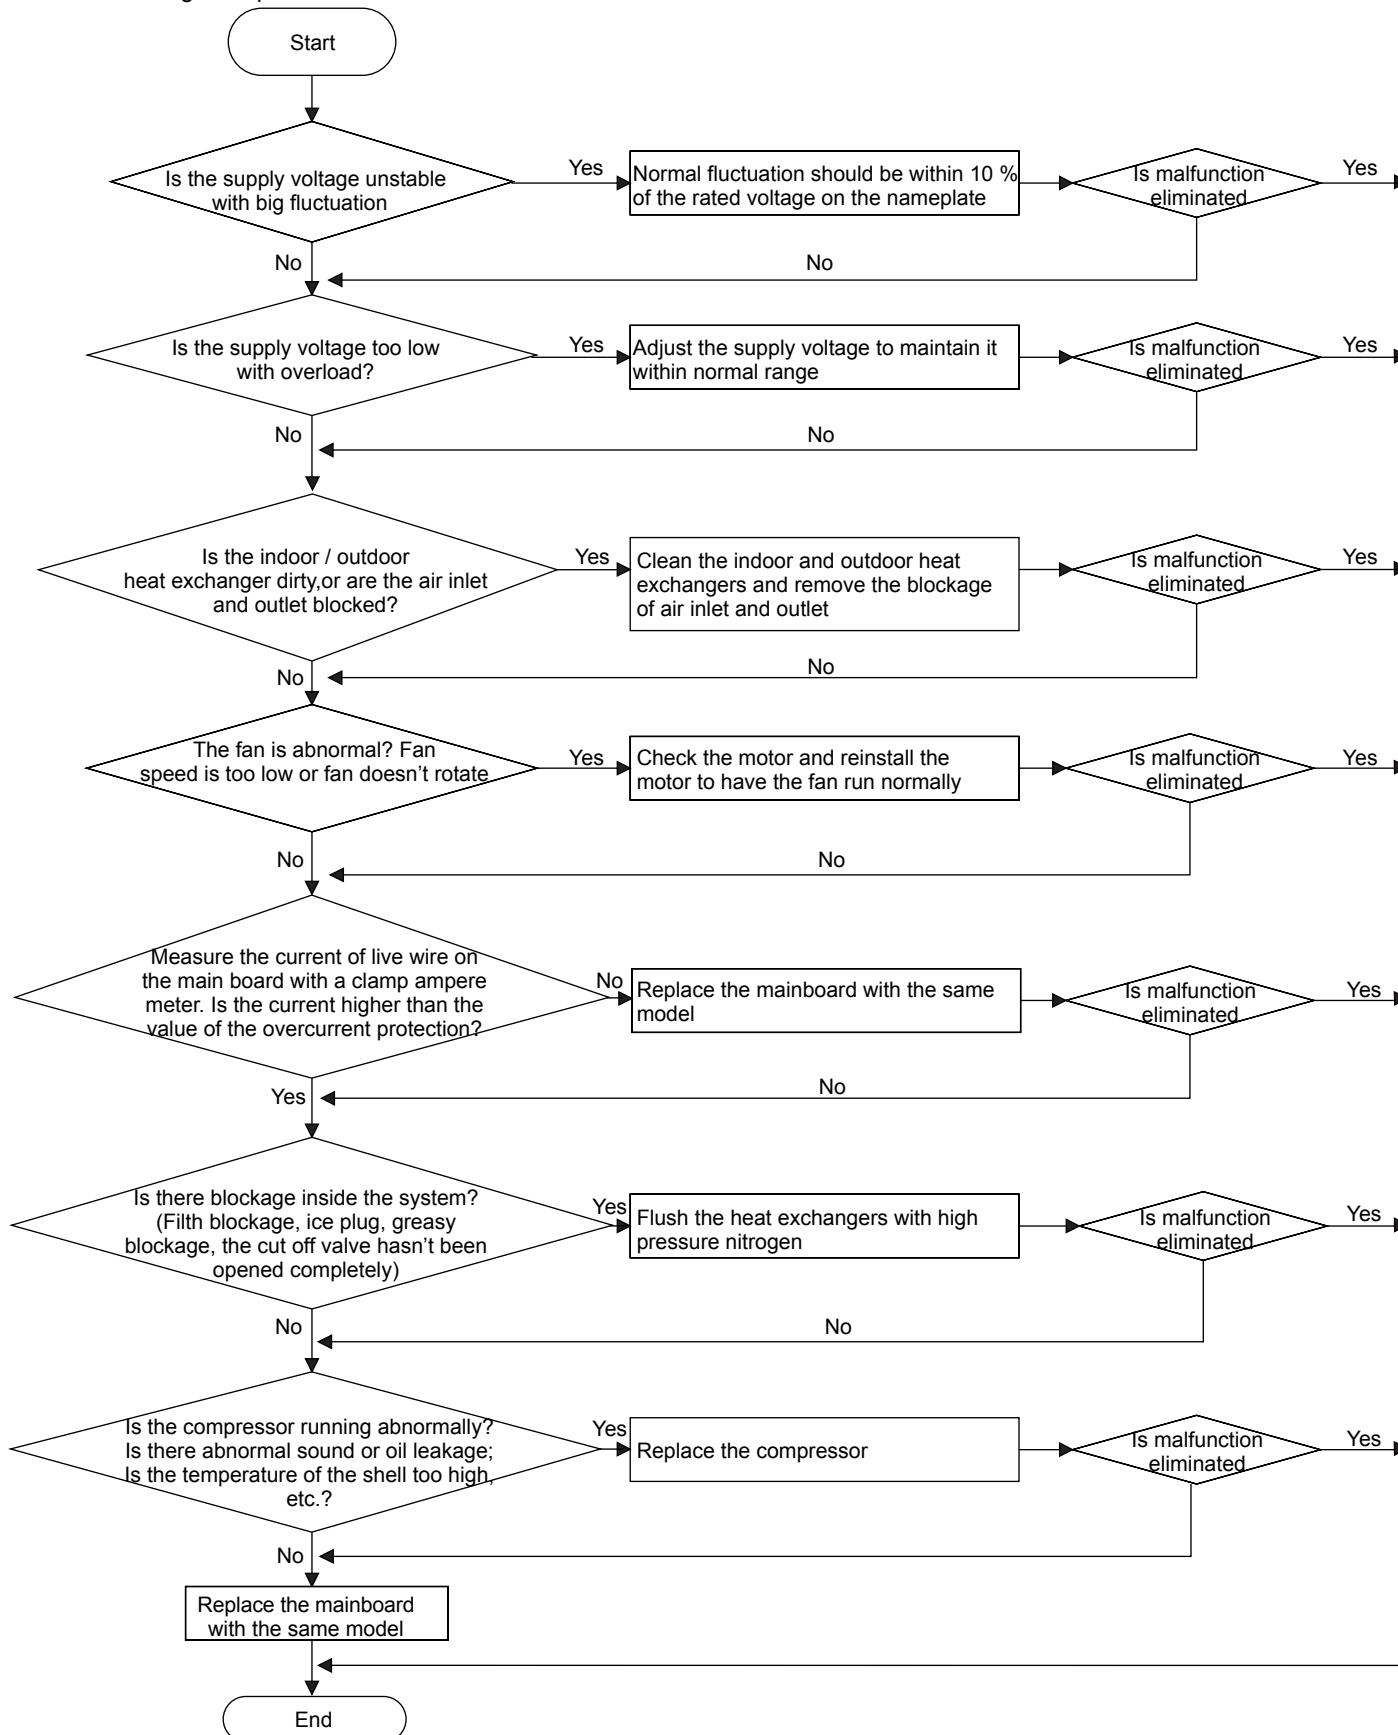 Start
Is the supply voltage unstable
with big fluctuation
Yes
Normal fluctuation should be within 10 %
of the rated voltage on the nameplate
Is malfunction
eliminated
Yes
No
No
Is the supply voltage too low
with overload?
Yes
Adjust the supply voltage to maintain it
within normal range
Is malfunction
eliminated
Yes
No
No
Is the indoor / outdoor
heat exchanger dirty,or are the air inlet
and outlet blocked?
Yes
Clean the indoor and outdoor heat
exchangers and remove the blockage
of air inlet and outlet
Is malfunction
eliminated
Yes
No
No
The fan is abnormal? Fan
speed is too low or fan doesn’t rotate
Yes
Check the motor and reinstall the
motor to have the fan run normally
Is malfunction
eliminated
Yes
No
No
Measure the current of live wire on
the main board with a clamp ampere
meter. Is the current higher than the
value of the overcurrent protection?
No
Replace the mainboard with the same
model
Is malfunction
eliminated
Yes
Yes
No
Is there blockage inside the system?
(Filth blockage, ice plug, greasy
blockage, the cut off valve hasn’t been
opened completely)
Yes
Flush the heat exchangers with high
pressure nitrogen
Is malfunction
eliminated
Yes
No
No
Is the compressor running abnormally?
Is there abnormal sound or oil leakage;
Is the temperature of the shell too high,
etc.?
Yes
Replace the compressor
Is malfunction
eliminated
Yes
No
Replace the mainboard
with the same model
End